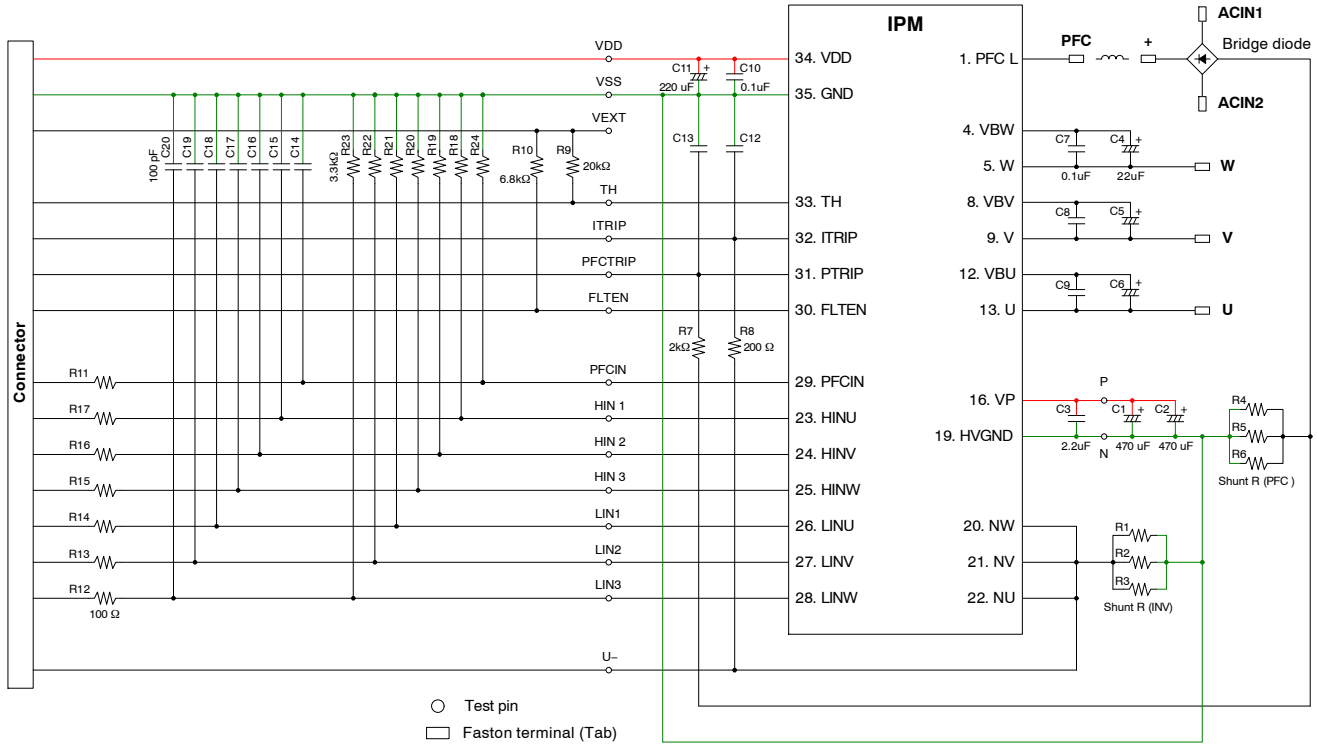 IPM
ACIN1
PFC
+
Bridge diode
VDD
34. VDD
1. PFC L
C11
+
C10
VSS
220 uF
0.1uF
35. GND
ACIN2
VEXT
4. VBW
C20
C19
C18
C17
C16
C15
C14
R23
R22
R21
R20
R19
R18
R24
100 pF
3.3kΩ
R10
R9
6.8kΩ
20kΩ
C13
C12
C7
C4
+
5. W
W
0.1uF
22uF
TH
33. TH
8. VBV
C8
C5
+
ITRIP
32. ITRIP
9. V
V
PFCTRIP
31. PTRIP
12. VBU
C9
C6
+
FLTEN
30. FLTEN
13. U
U
R7
R8
2kΩ
200 Ω
Connector
R11
PFCIN
29. PFCIN
P
16. VP
R4
C3
C1
+
C2
+
R17
HIN 1
23. HINU
19. HVGND
R5
2.2uF
N
470 uF
470 uF
R6
Shunt R (PFC )
R16
HIN 2
24. HINV
R15
HIN 3
25. HINW
R14
LIN1
26. LINU
20. NW
R1
R13
LIN2
27. LINV
21. NV
R2
R12
LIN3
28. LINW
22. NU
R3
100 Ω
Shunt R (INV)
U−
Test pin
Faston terminal (Tab)